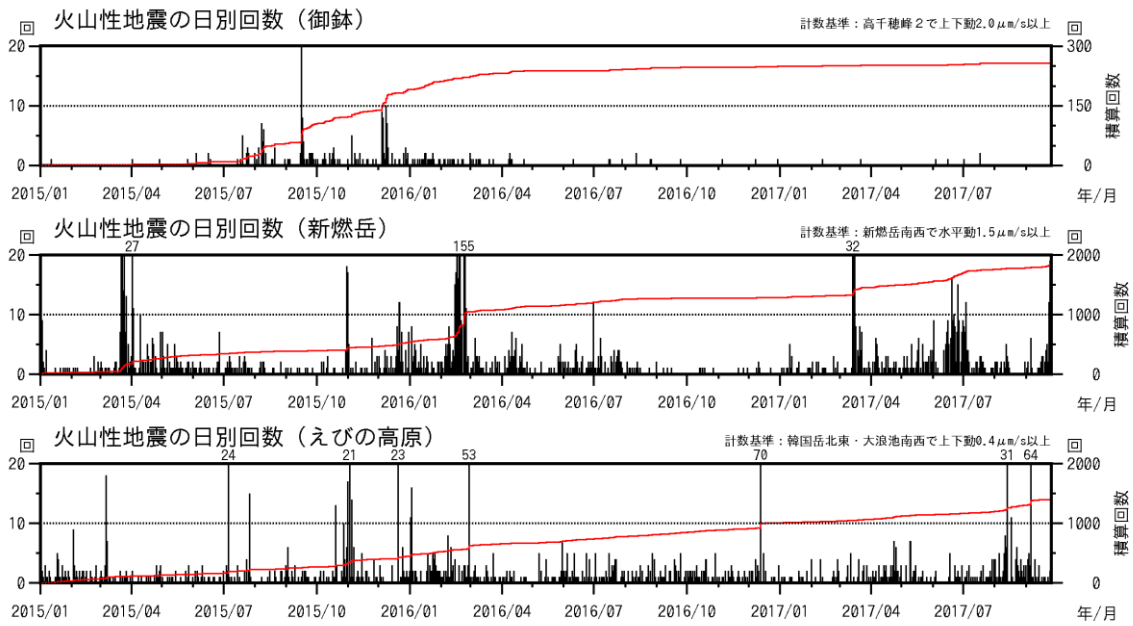 回 火山性地震の日別回数（御鉢） 計数基準：高千穂峰２で上下動2.0μm/s以上 回
20 300
10 150
0 0
積算回数
2015/01 2015/04 2015/07 2015/10 2016/01 2016/04 2016/07 2016/10 2017/01 2017/04 2017/07 年/月
回 火山性地震の日別回数（新燃岳） 計数基準：新燃岳南西で水平動1.5μm/s以上 回
27 155 32
20 2000
10 1000
0 0
積算回数
2015/01 2015/04 2015/07 2015/10 2016/01 2016/04 2016/07 2016/10 2017/01 2017/04 2017/07 年/月
回 火山性地震の日別回数（えびの高原） 計数基準：韓国岳北東・大浪池南西で上下動0.4μm/s以上 回
24 21 23 53 70 31 64
20 2000
10 1000
0 0
積算回数
2015/01 2015/04 2015/07 2015/10 2016/01 2016/04 2016/07 2016/10 2017/01 2017/04 2017/07 年/月